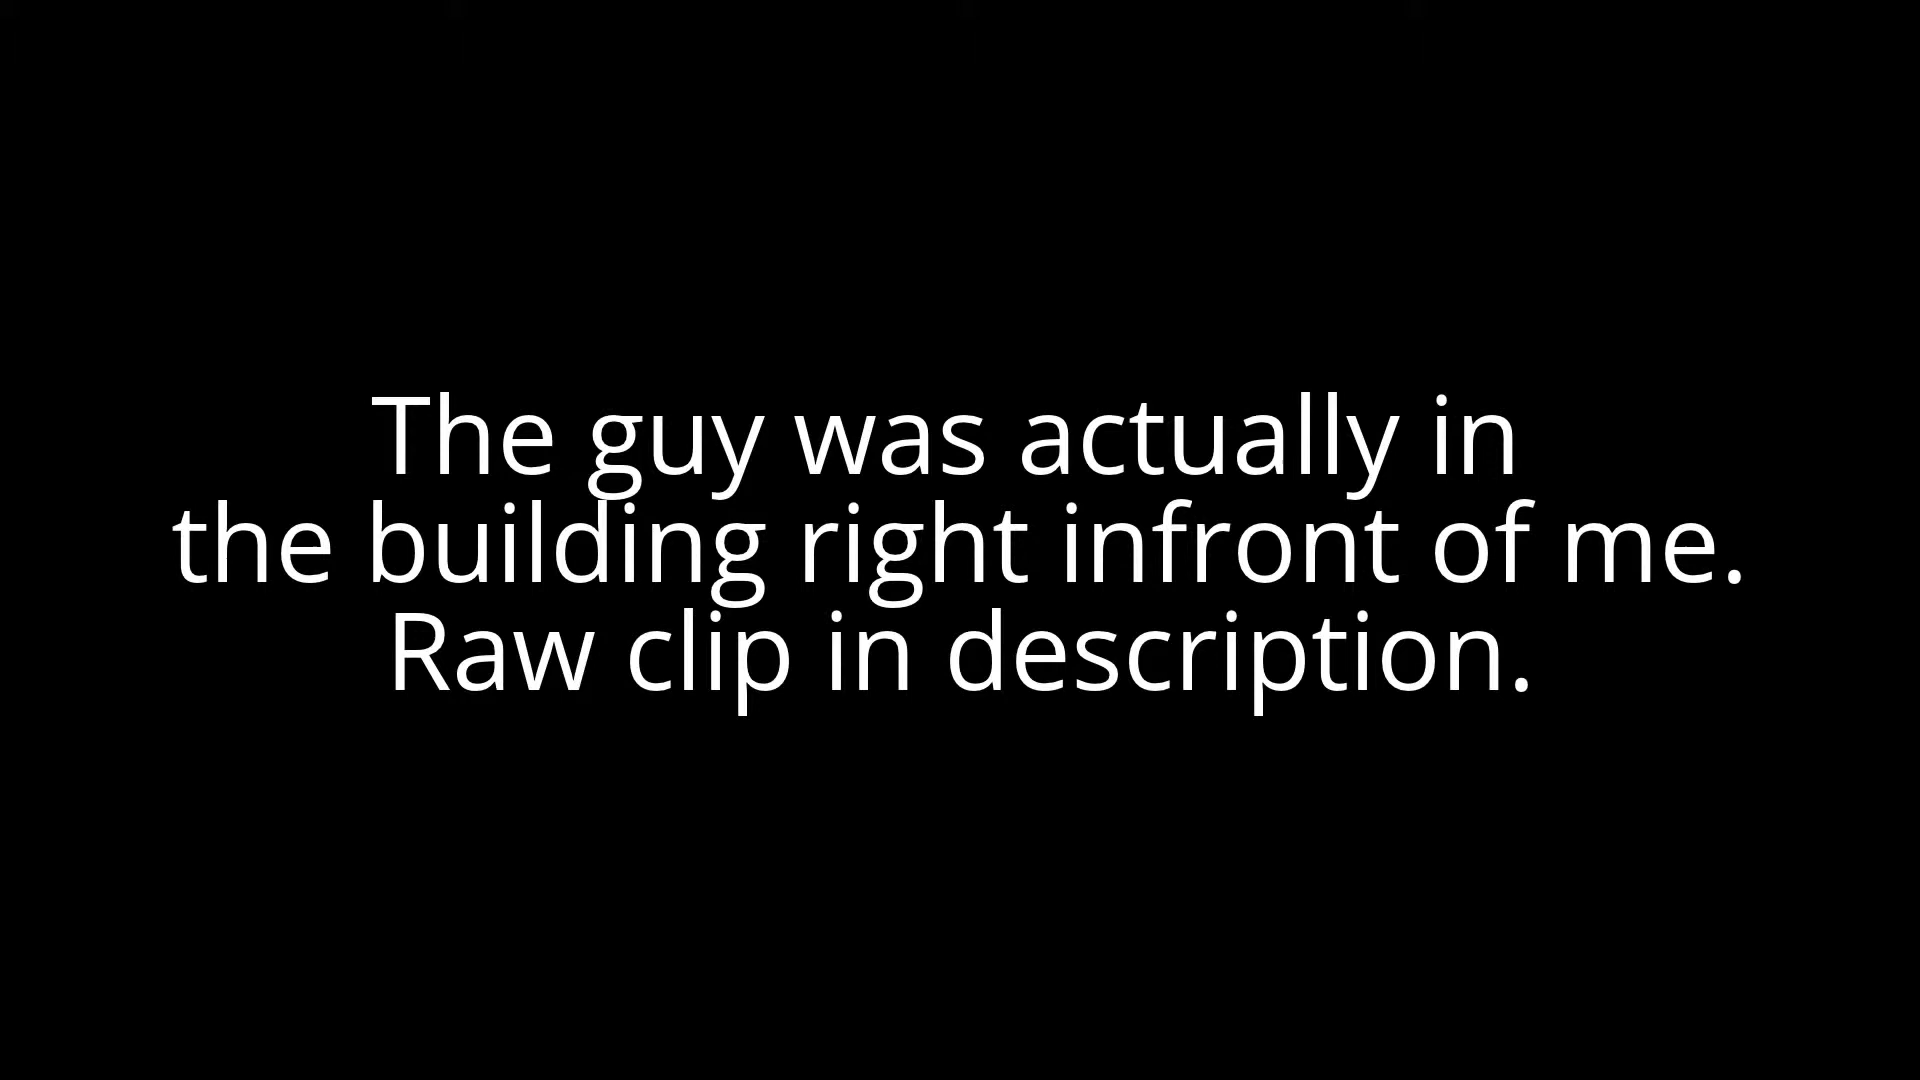 The guy was actually in
the building right infront of me.
Raw clip in description.